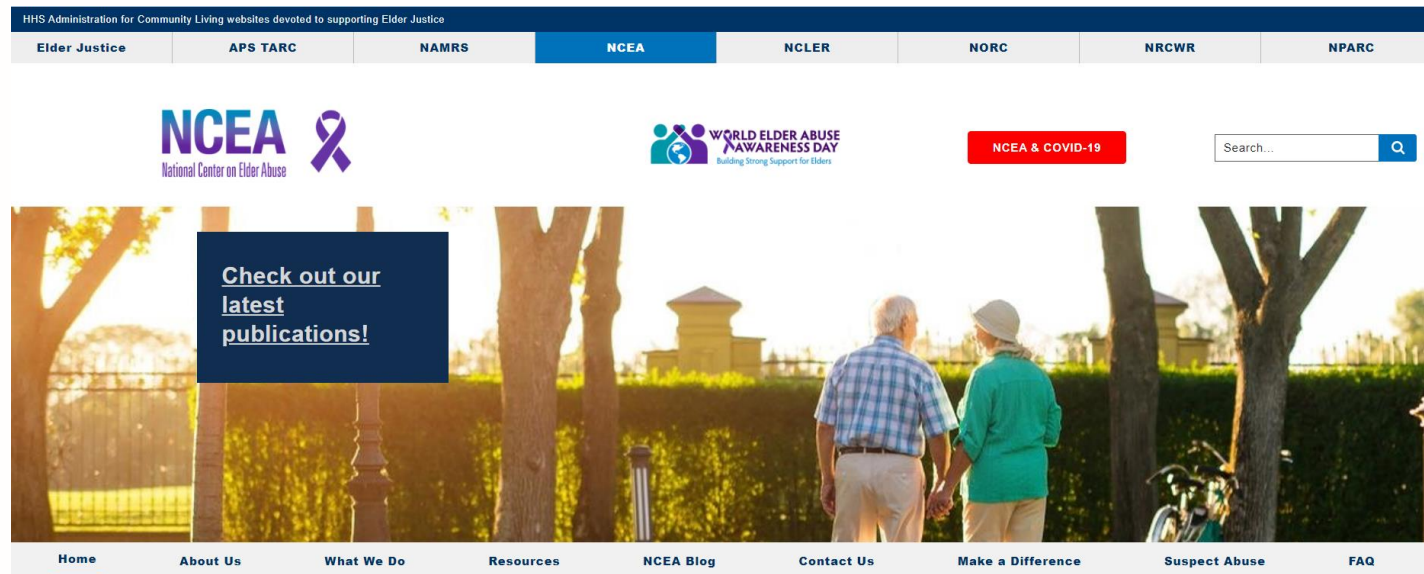 HHS Administration for Community Living websites devoted to supporting Elder Justice
Elder Justice APS TARC NAMRS NCEA NCLER NORC NRCWR NPARC
NCEA
National Center on Elder Abuse
WORLD ELDER ABUSE
AWARENESS DAY
Building Strong Support for Elders
NCEA & COVID-19
Search...
Check out our
latest
publications!
Home About Us What We Do Resources NCEA Blog Contact Us Make a Difference Suspect Abuse FAQ